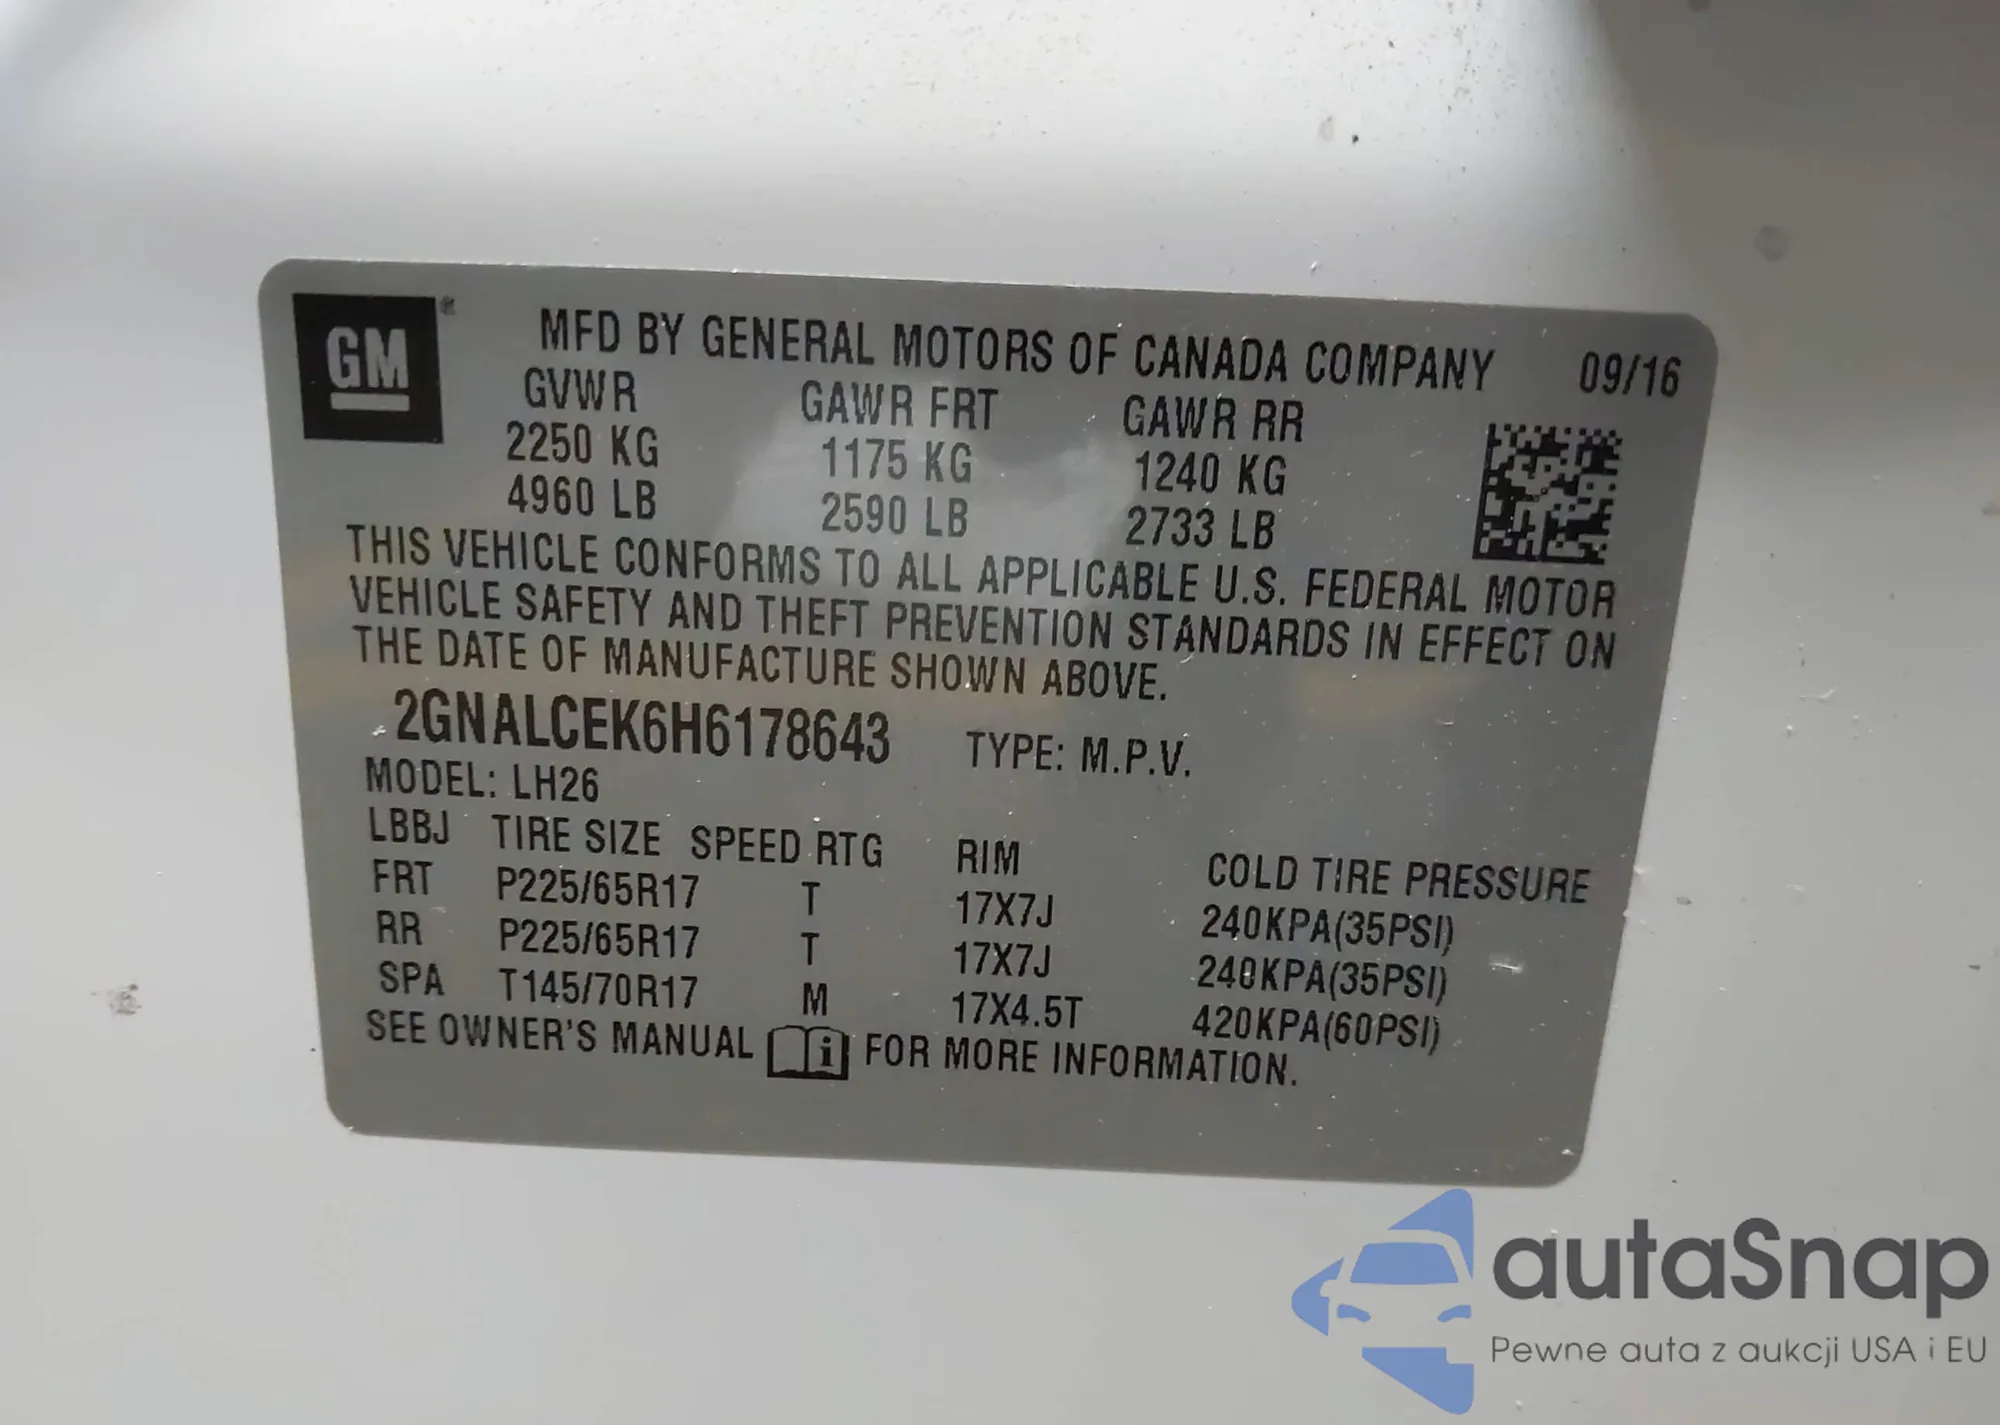 GM®
MFD BY GENERAL MOTORS OF CANADA COMPANY 09/16
GVWR GAWR FRT GAWR RR
2250 KG 1175 KG 1240 KG
4960 LB 2590 LB 2733 LB
THIS VEHICLE CONFORMS TO ALL APPLICABLE U.S. FEDERAL MOTOR
VEHICLE SAFETY AND THEFT PREVENTION STANDARDS IN EFFECT ON
THE DATE OF MANUFACTURE SHOWN ABOVE.
2GNALCEK6H6178643 TYPE: M.P.V.
MODEL: LH26
LBBJ TIRE SIZE SPEED RTG RIM COLD TIRE PRESSURE
FRT P225/65R17 T 17X7J 240KPA(35PSI)
RR P225/65R17 T 17X7J 240KPA(35PSI)
SPA T145/70R17 M 17X4.5T 420KPA(60PSI)
SEE OWNER'S MANUAL i FOR MORE INFORMATION.
autaSnap
Pewne auta z aukcji USA i EU